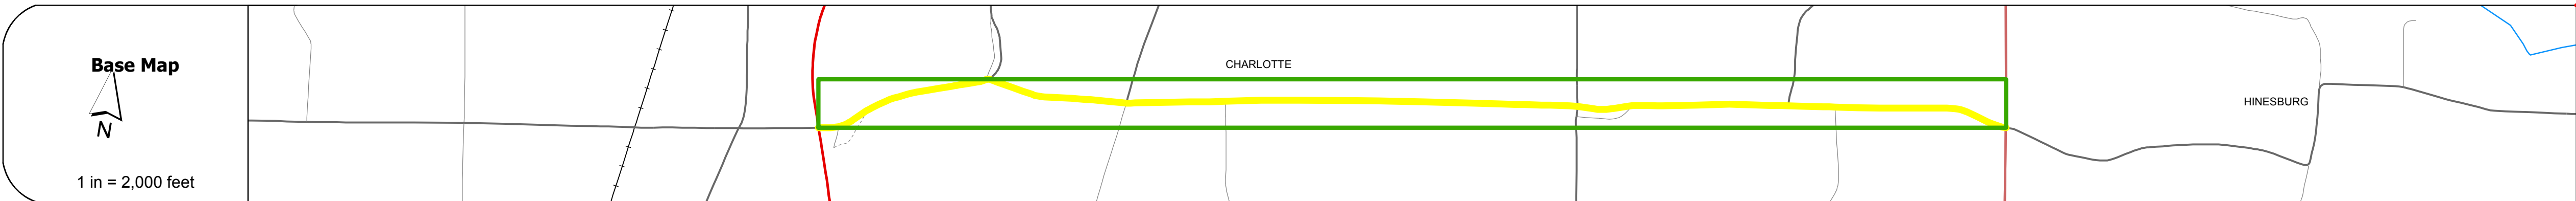 Base Map
N
1 in = 2,000 feet
CHARLOTTE
HINESBURG